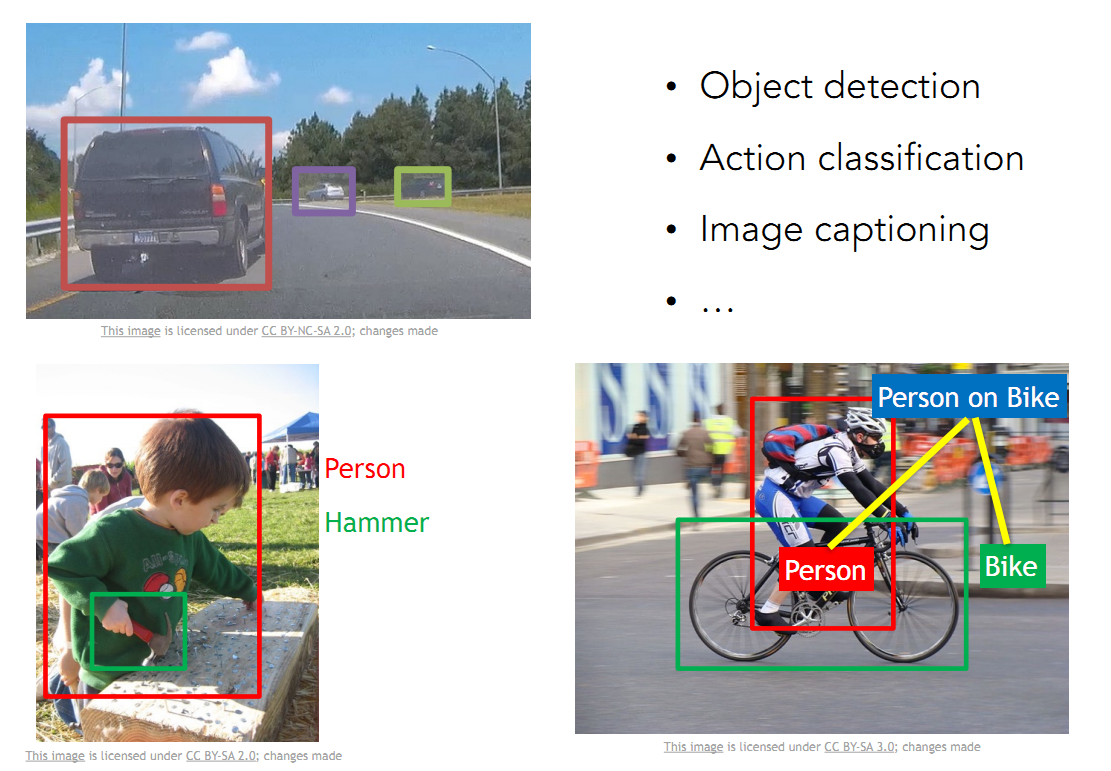 • Object detection
• Action classification
• Image captioning
• ...
This image is licensed under CC BY-NC-SA 2.0; changes made
Person
Hammer
Person on Bike
Person
Bike
This image is licensed under CC BY-SA 2.0; changes made
This image is licensed under CC BY-SA 3.0; changes made